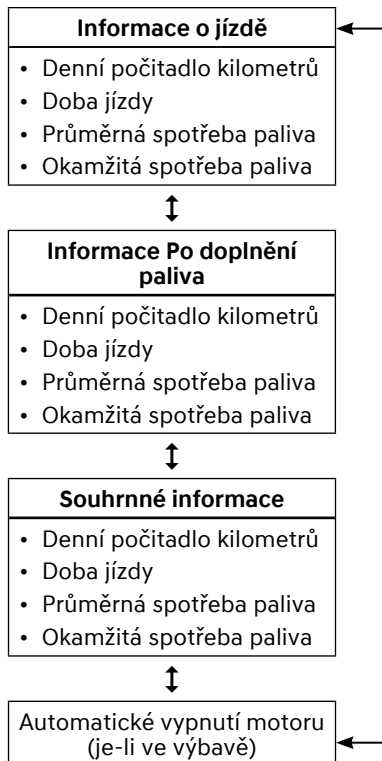 Informace o jízdě
• Denní počitadlo kilometrů
• Doba jízdy
• Průměrná spotřeba paliva
• Okamžitá spotřeba paliva
Informace Po doplnění
paliva
• Denní počitadlo kilometrů
• Doba jízdy
• Průměrná spotřeba paliva
• Okamžitá spotřeba paliva
Souhrnné informace
• Denní počitadlo kilometrů
• Doba jízdy
• Průměrná spotřeba paliva
• Okamžitá spotřeba paliva
Automatické vypnutí motoru
(je-li ve výbavě)